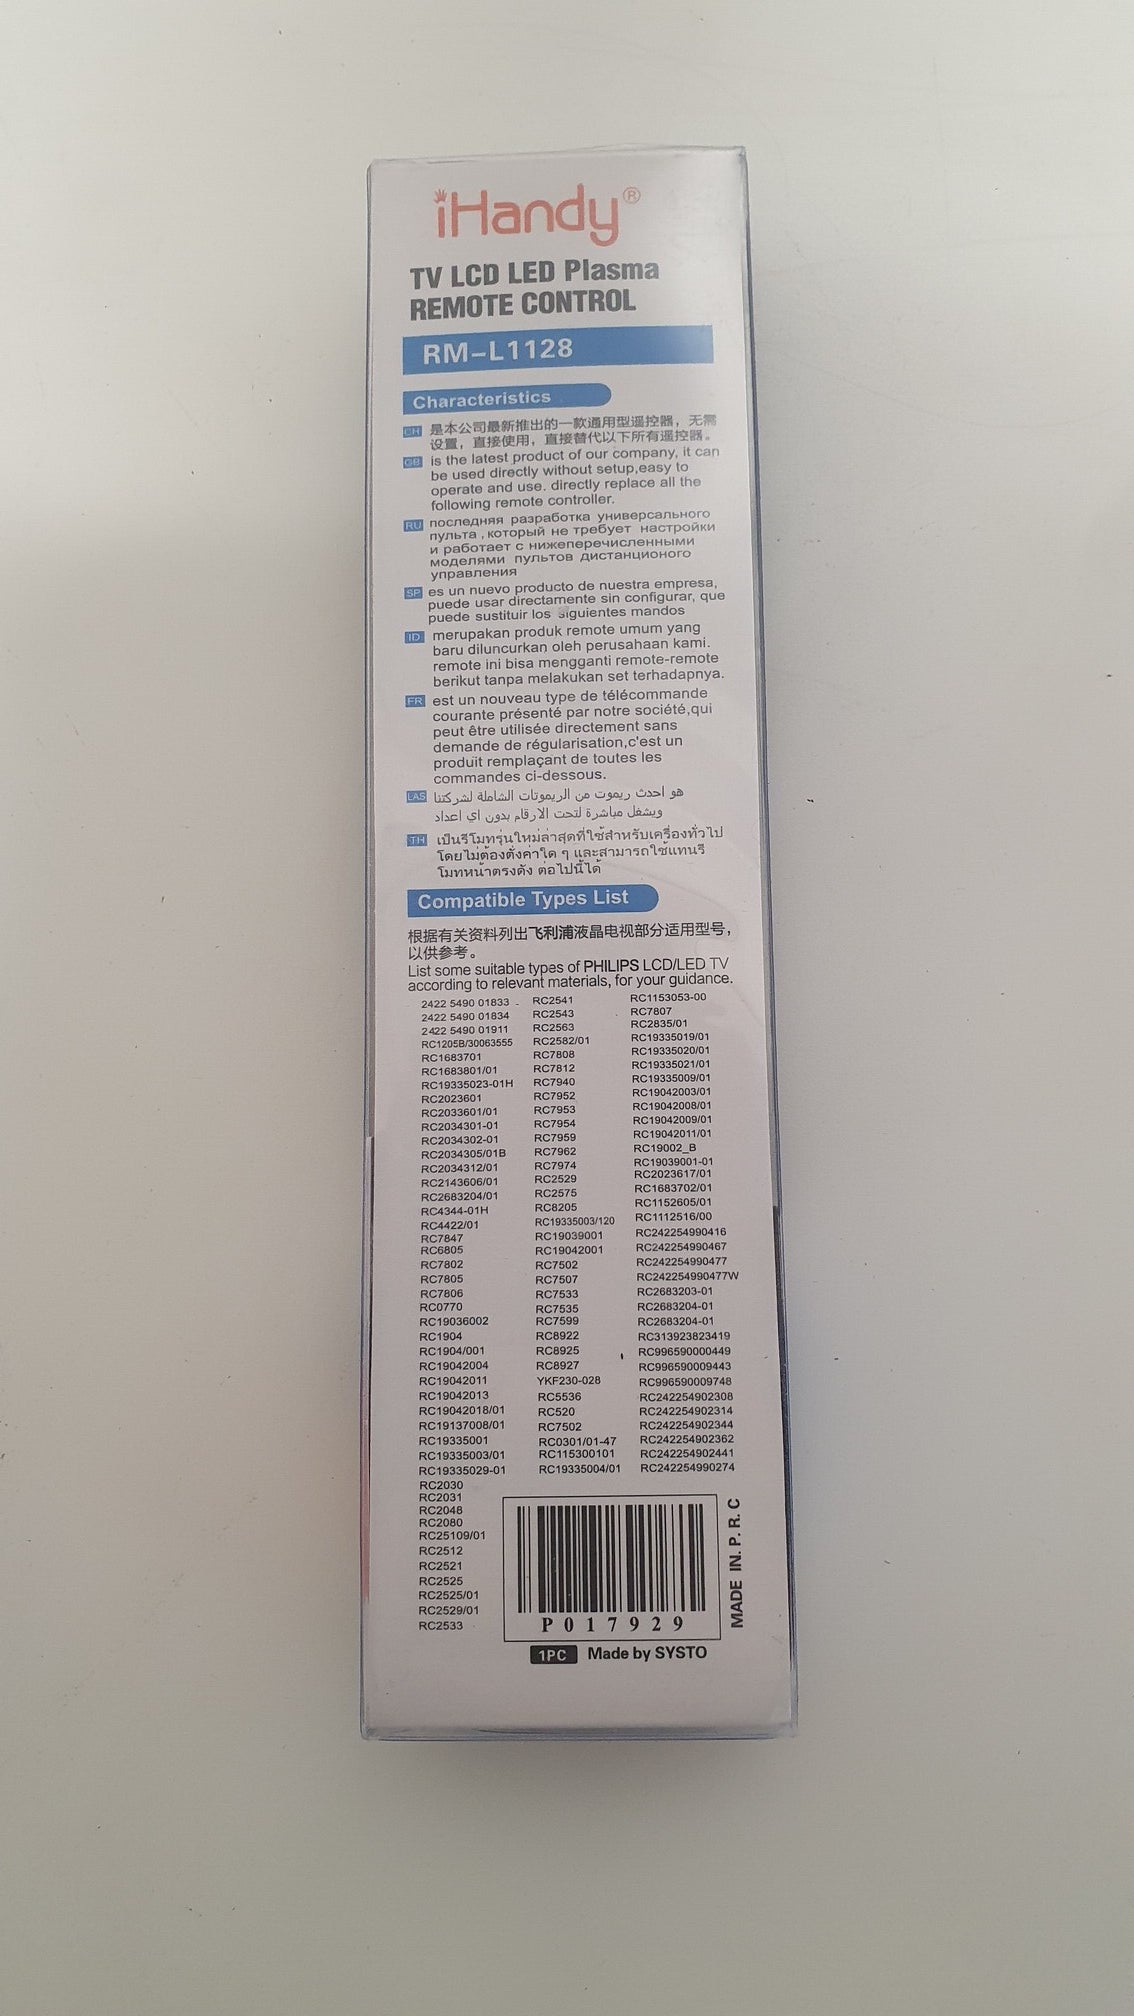 iHandy®
TV LCD LED Plasma
REMOTE CONTROL
RM-L1128
Characteristics
CH 是本公司最新推出的一款通用型遥控器，无需
设置，直接使用，直接替代以下所有遥控器。
GB is the latest product of our company, it can
be used directly without setup,easy to
operate and use. directly replace all the
following remote controller.
RU последняя разработка универсального
пульта , который не требует настройки
и работает с нижеперечисленными
моделями пультов дистанционого
управления
SP es un nuevo producto de nuestra empresa,
puede usar directamente sin configurar, que
puede sustituir los siguientes mandos
ID merupakan produk remote umum yang
baru diluncurkan oleh perusahaan kami.
remote ini bisa mengganti remote-remote
berikut tanpa melakukan set terhadapnya.
FR est un nouveau type de télécommande
courante présenté par notre société,qui
peut être utilisée directement sans
demande de régularisation,c'est un
produit remplaçant de toutes les
commandes ci-dessous.
LAS هو احدث ريموت من الريموتات الشاملة لشركتنا
ويشغل مباشرة لتحت الارقام بدون اي اعداد
TH เป็นรีโมทรุ่นใหม่ล่าสุดที่ใช้สำหรับเครื่องทั่วไป
โดยไม่ต้องตั้งค่าใด ๆ และสามารถใช้แทนรี
โมทหน้าตรงดัง ต่อไปนี้ได้
Compatible Types List
根据有关资料列出飞利浦液晶电视部分适用型号，
以供参考。
List some suitable types of PHILIPS LCD/LED TV
according to relevant materials, for your guidance.
2422 5490 01833
2422 5490 01834
2422 5490 01911
RC1205B/30063555
RC1683701
RC1683801/01
RC19335023-01H
RC2023601
RC2033601/01
RC2034301-01
RC2034302-01
RC2034305/01B
RC2034312/01
RC2143606/01
RC2683204/01
RC4344-01H
RC4422/01
RC7847
RC6805
RC7802
RC7805
RC7806
RC0770
RC19036002
RC1904
RC1904/001
RC19042004
RC19042011
RC19042013
RC19042018/01
RC19137008/01
RC19335001
RC19335003/01
RC19335029-01
RC2030
RC2031
RC2048
RC2080
RC25109/01
RC2512
RC2521
RC2525
RC2525/01
RC2529/01
RC2533
RC2541
RC2543
RC2563
RC2582/01
RC7808
RC7812
RC7940
RC7952
RC7953
RC7954
RC7959
RC7962
RC7974
RC2529
RC2575
RC8205
RC19335003/120
RC19039001
RC19042001
RC7502
RC7507
RC7533
RC7535
RC7599
RC8922
RC8925
RC8927
YKF230-028
RC5536
RC520
RC7502
RC0301/01-47
RC115300101
RC19335004/01
RC1153053-00
RC7807
RC2835/01
RC19335019/01
RC19335020/01
RC19335021/01
RC19335009/01
RC19042003/01
RC19042008/01
RC19042009/01
RC19042011/01
RC19002_B
RC19039001-01
RC2023617/01
RC1683702/01
RC1152605/01
RC1112516/00
RC242254990416
RC242254990467
RC242254990477
RC242254990477W
RC2683203-01
RC2683204-01
RC2683204-01
RC313923823419
RC996590000449
RC996590009443
RC996590009748
RC242254902308
RC242254902314
RC242254902344
RC242254902362
RC242254902441
RC242254990274
P017929
MADE IN. P. R. C
1PC Made by SYSTO